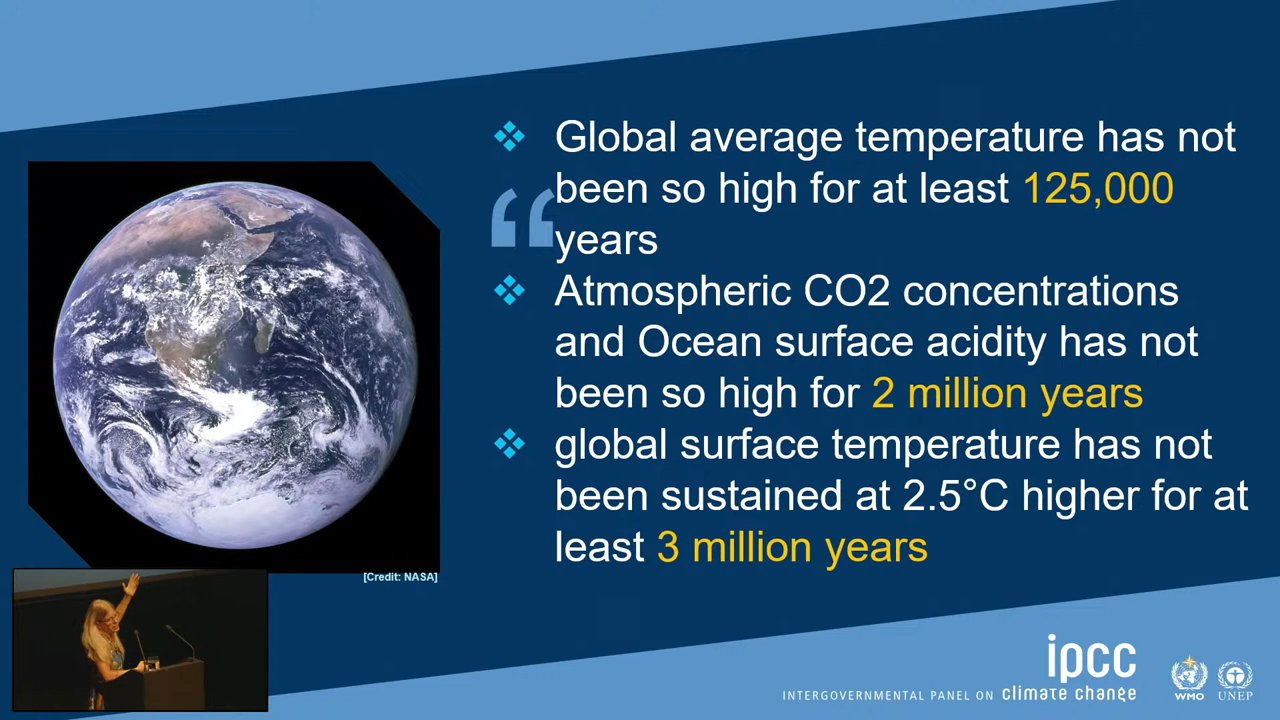 Global average temperature has not
been so high for at least 125,000
years
Atmospheric CO2 concentrations
and Ocean surface acidity has not
been so high for 2 million years
global surface temperature has not
been sustained at 2.5°C higher for at
least 3 million years
[Credit: NASA]
ipcc
INTERGOVERNMENTAL PANEL ON climate change
WMO
UNEP